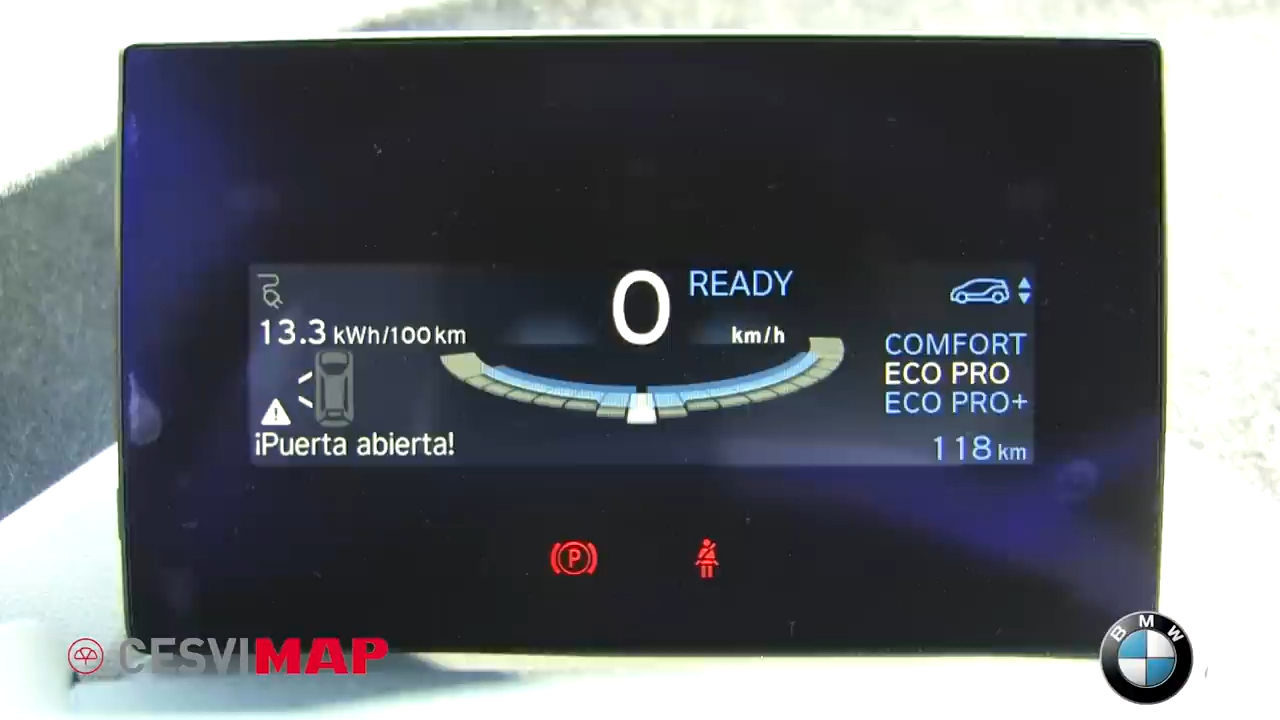 0 READY
km/h
13.3 kWh/100 km
¡Puerta abierta!
COMFORT
ECO PRO
ECO PRO+
118 km
P
CESVIMAP
BMW